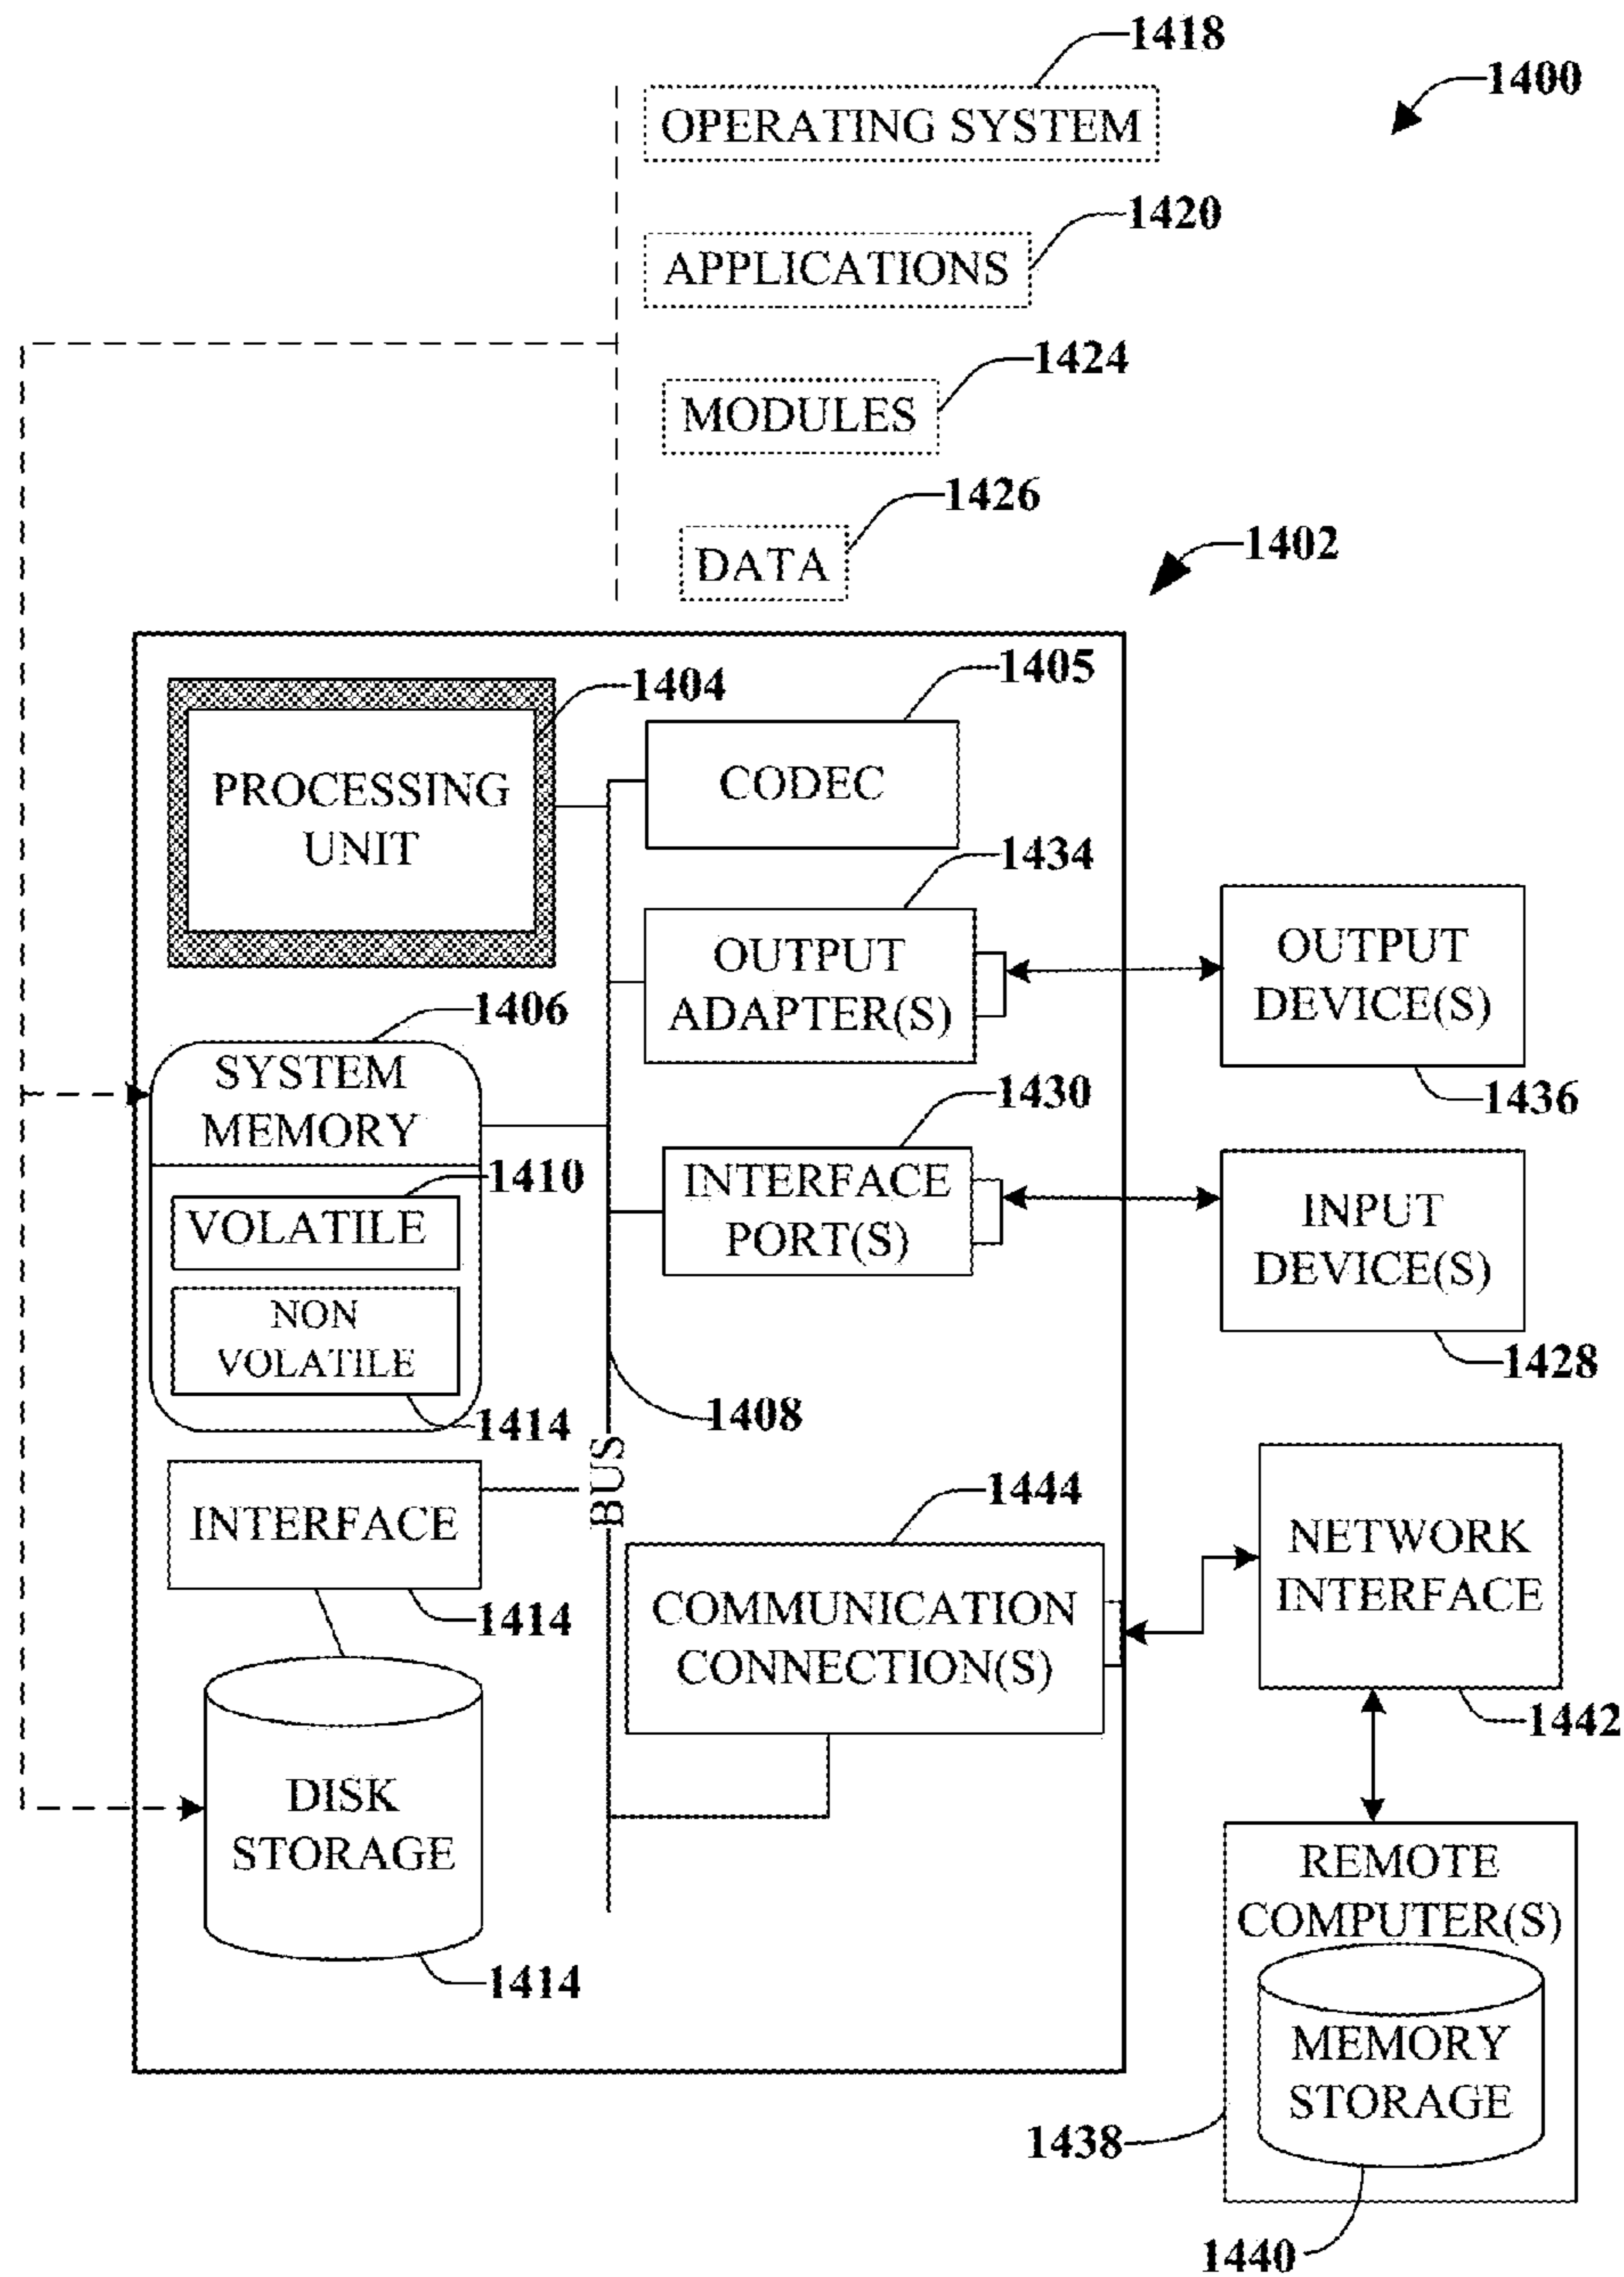 1418
1400
OPERATING SYSTEM
1420
APPLICATIONS
1424
MODULES
1426
DATA
1402
1404
1405
PROCESSING
UNIT
CODEC
1434
OUTPUT
ADAPTER(S)
OUTPUT
DEVICE(S)
1436
1406
SYSTEM
MEMORY
1410
VOLATILE
NON
VOLATILE
1414
1430
INTERFACE
PORT(S)
INPUT
DEVICE(S)
1428
1408
BUS
INTERFACE
1414
1444
COMMUNICATION
CONNECTION(S)
NETWORK
INTERFACE
1442
DISK
STORAGE
1414
REMOTE
COMPUTER(S)
MEMORY
STORAGE
1438
1440